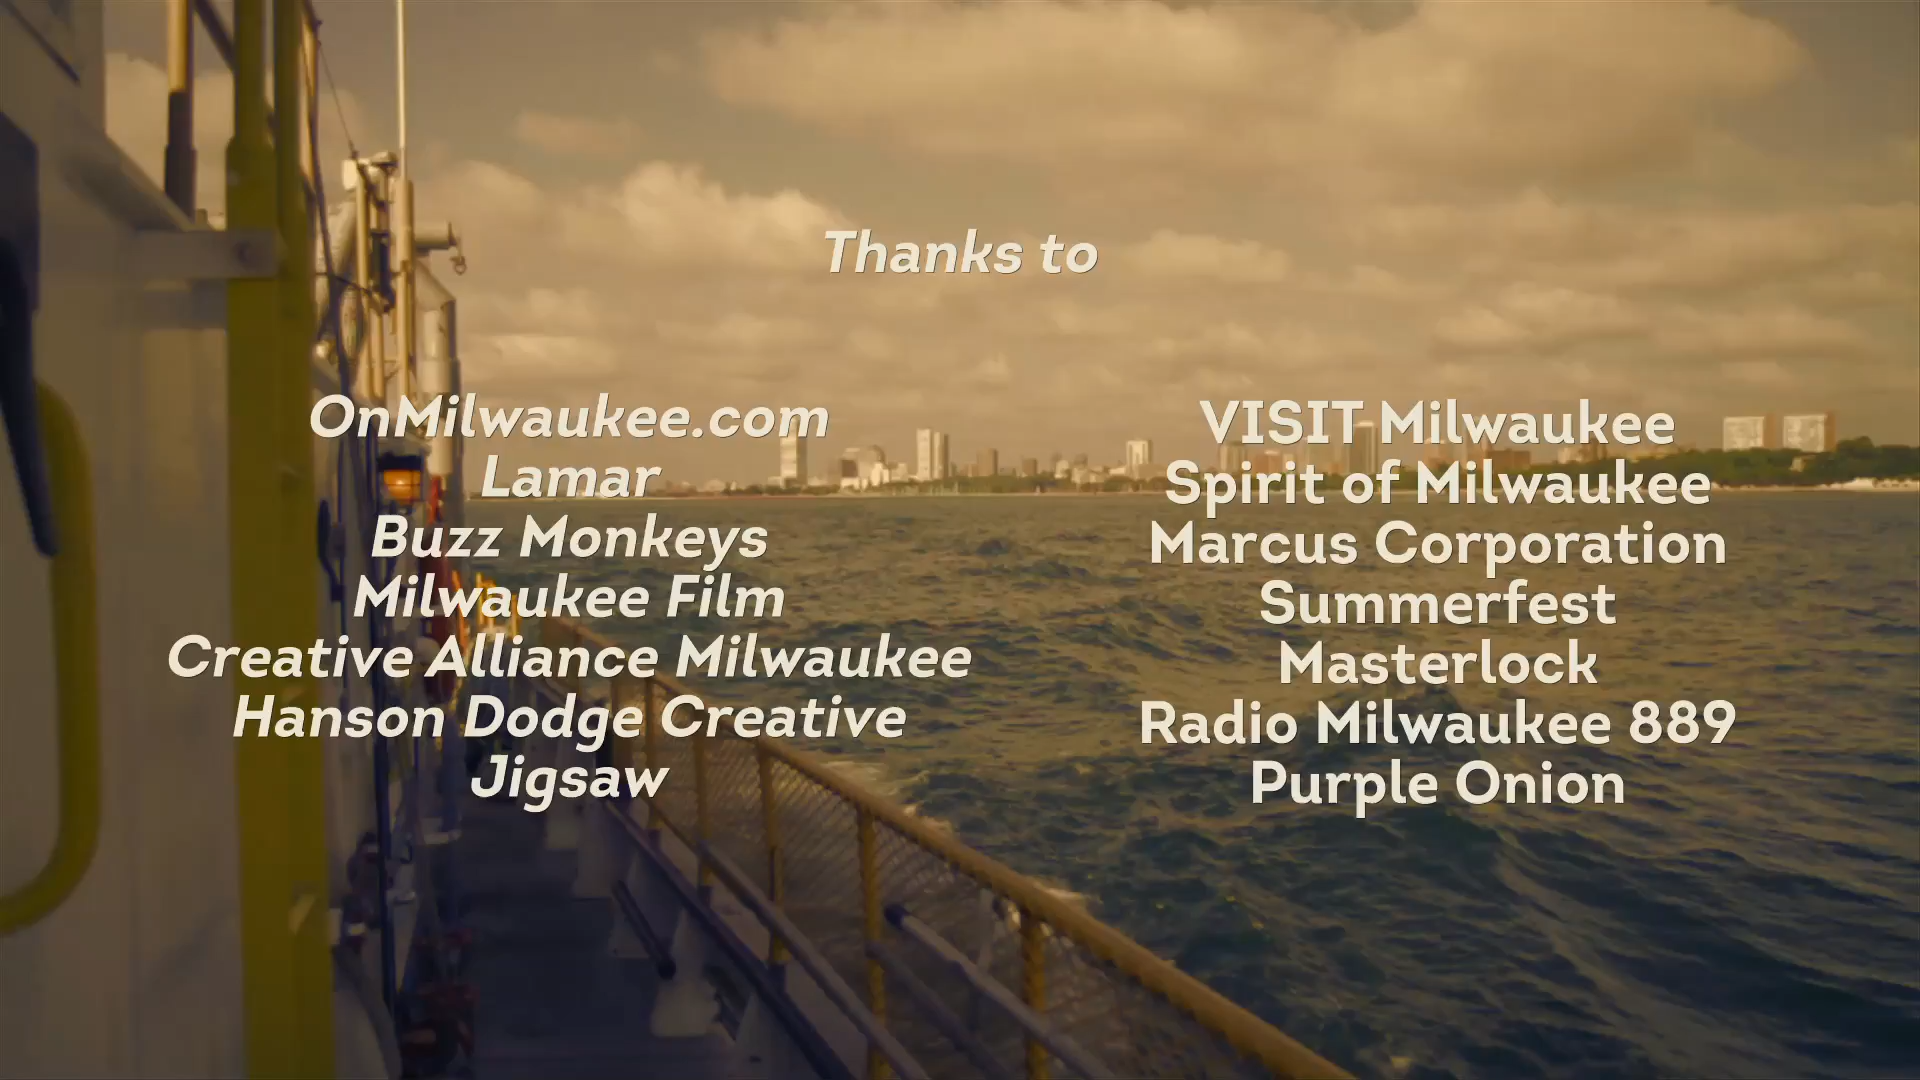 Thanks to
OnMilwaukee.com
Lamar
Buzz Monkeys
Milwaukee Film
Creative Alliance Milwaukee
Hanson Dodge Creative
Jigsaw
VISIT Milwaukee
Spirit of Milwaukee
Marcus Corporation
Summerfest
Masterlock
Radio Milwaukee 889
Purple Onion